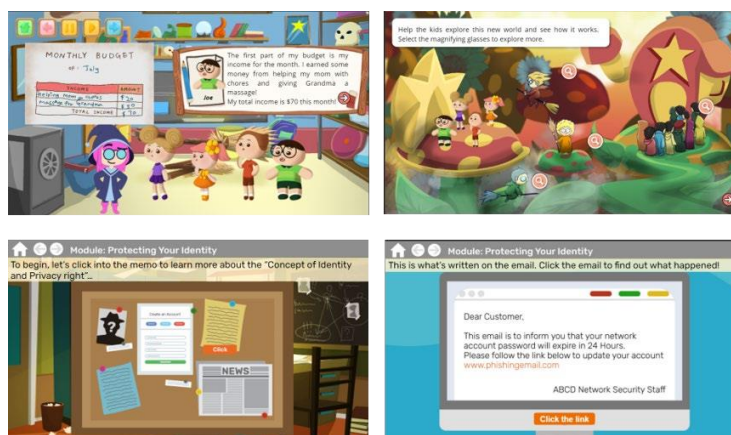 MONTHLY BUDGET
of - July
INCOME AMOUNT
Helping mom w/ chores $20
massage for Grandma $50
TOTAL INCOME $70
The first part of my budget is my
income for the month. I earned some
money from helping my mom with
chores and giving Grandma a
massage!
My total income is $70 this month!
Joe
Help the kids explore this new world and see how it works.
Select the magnifying glasses to explore more.
Module: Protecting Your Identity
To begin, let's click into the memo to learn more about the "Concept of Identity
and Privacy right"...
Create an Account
Click
NEWS
Module: Protecting Your Identity
This is what's written on the email. Click the email to find out what happened!
Dear Customer,
This email is to inform you that your network
account password will expire in 24 Hours.
Please follow the link below to update your account
www.phishingemail.com
ABCD Network Security Staff
Click the link